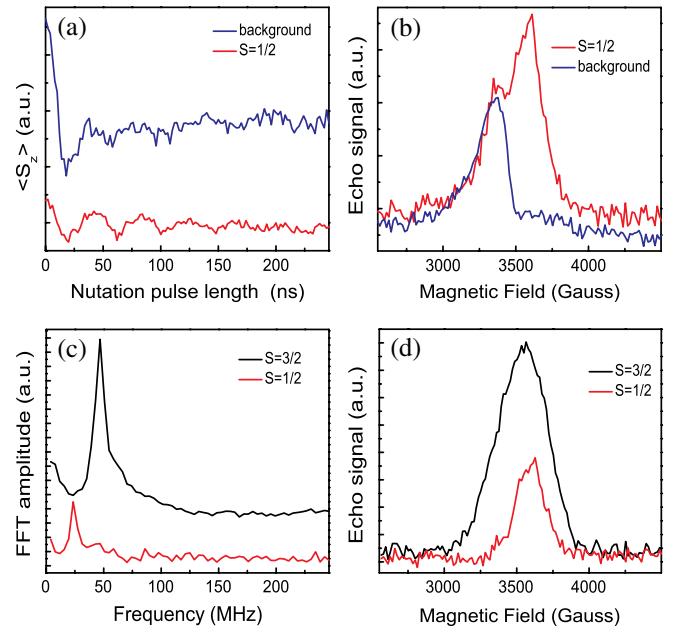 (a)
background
S=1/2
<S_z> (a.u.)
0 50 100 150 200
Nutation pulse length (ns)
(b)
S=1/2
background
Echo signal (a.u.)
3000 3500 4000
Magnetic Field (Gauss)
(c)
S=3/2
S=1/2
FFT amplitude (a.u.)
0 50 100 150 200
Frequency (MHz)
(d)
S=3/2
S=1/2
Echo signal (a.u.)
3000 3500 4000
Magnetic Field (Gauss)